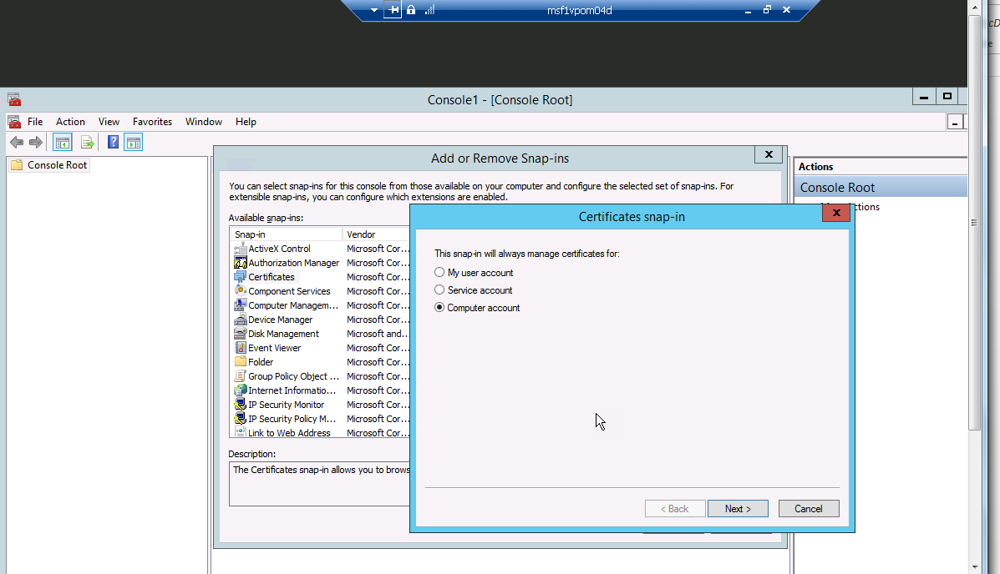 msf1vpom04d
cD
e
Console1 - [Console Root]
File Action View Favorites Window Help
Console Root
Add or Remove Snap-ins
You can select snap-ins for this console from those available on your computer and configure the selected set of snap-ins. For
extensible snap-ins, you can configure which extensions are enabled.
Available snap-ins:
Snap-in Vendor
ActiveX Control Microsoft Cor...
Authorization Manager Microsoft Cor...
Certificates Microsoft Cor...
Component Services Microsoft Cor...
Computer Managem... Microsoft Cor...
Device Manager Microsoft Cor...
Disk Management Microsoft and...
Event Viewer Microsoft Cor...
Folder Microsoft Cor...
Group Policy Object ... Microsoft Cor...
Internet Informatio... Microsoft Cor...
IP Security Monitor Microsoft Cor...
IP Security Policy M... Microsoft Cor...
Link to Web Address Microsoft Cor...
Description:
The Certificates snap-in allows you to brows
Certificates snap-in
This snap-in will always manage certificates for:
My user account
Service account
Computer account
< Back Next > Cancel
Actions
Console Root
ctions